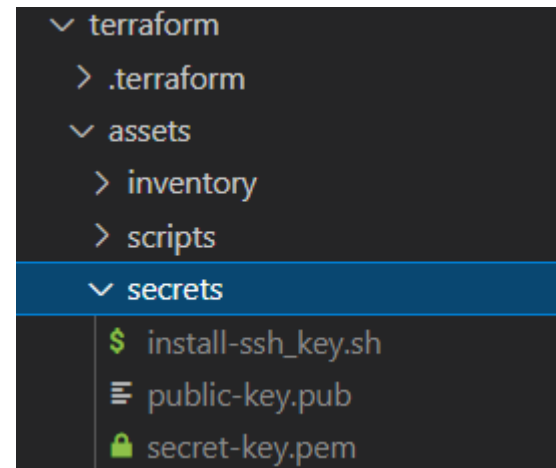 terraform
.terraform
assets
inventory
scripts
secrets
install-ssh_key.sh
public-key.pub
secret-key.pem